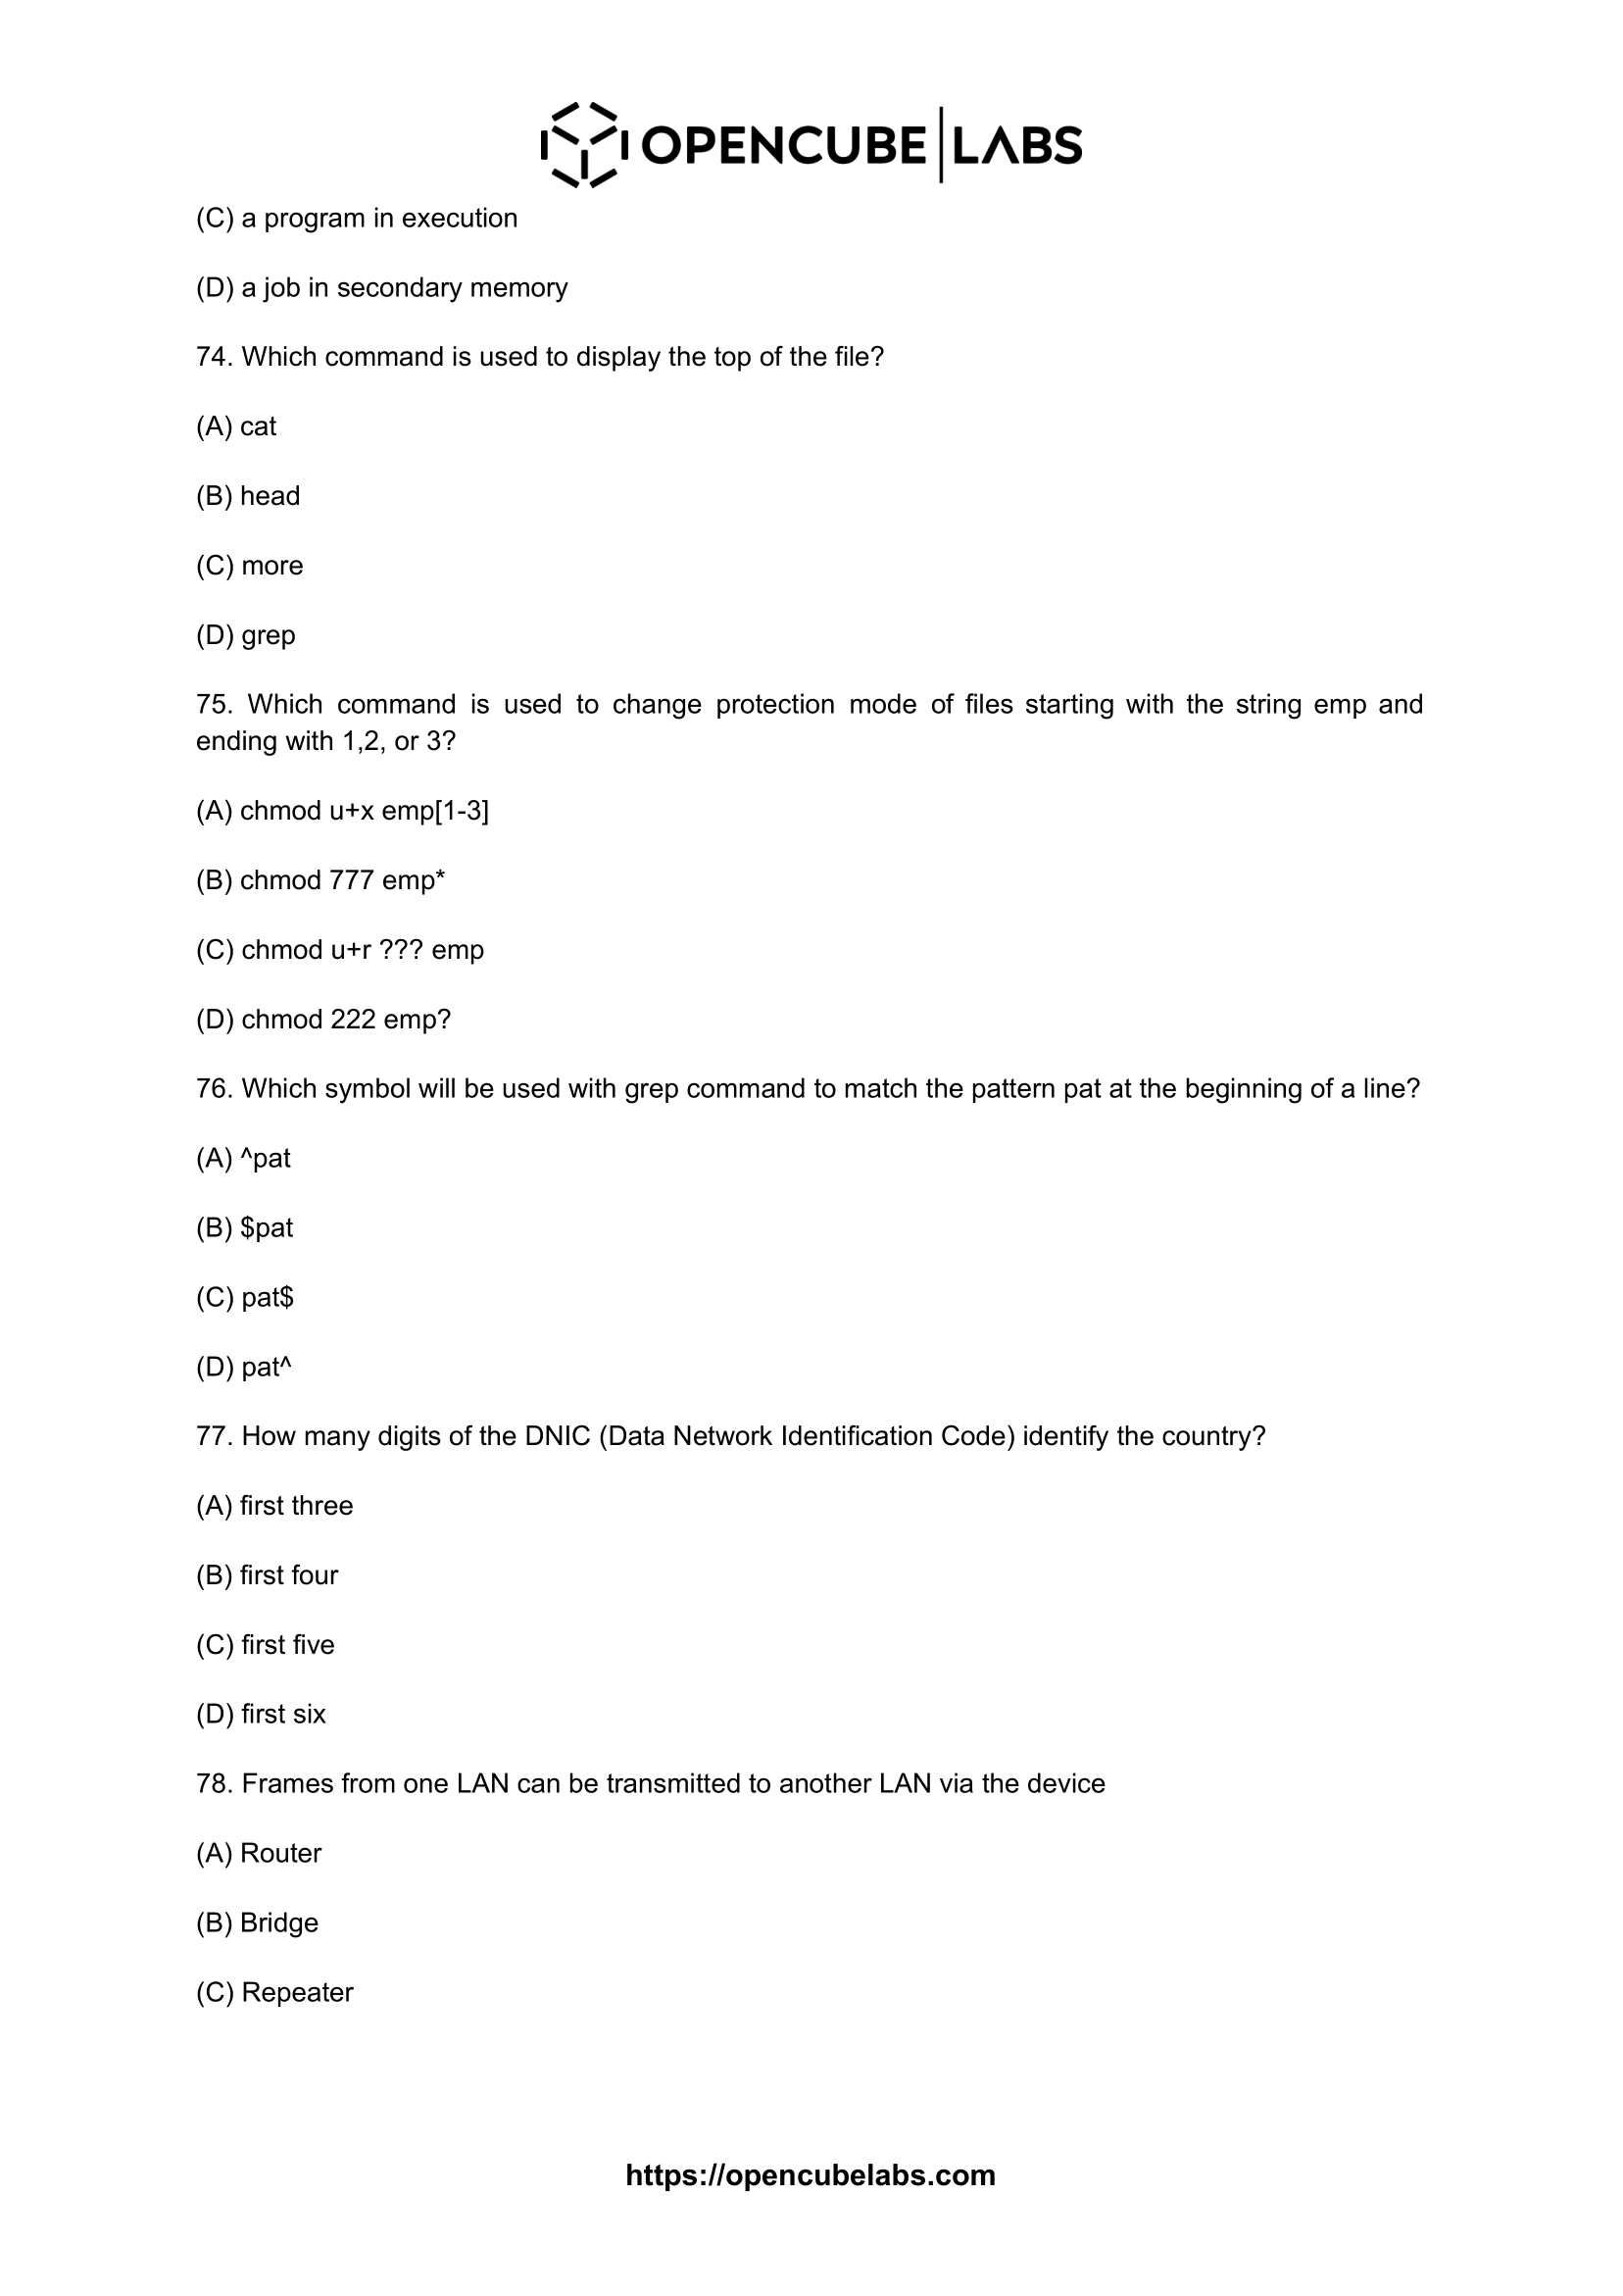 OPENCUBE LABS
(C) a program in execution
(D) a job in secondary memory
74. Which command is used to display the top of the file?
(A) cat
(B) head
(C) more
(D) grep
75. Which command is used to change protection mode of files starting with the string emp and
ending with 1,2, or 3?
(A) chmod u+x emp[1-3]
(B) chmod 777 emp*
(C) chmod u+r ??? emp
(D) chmod 222 emp?
76. Which symbol will be used with grep command to match the pattern pat at the beginning of a line?
(A) ^pat
(B) $pat
(C) pat$
(D) pat^
77. How many digits of the DNIC (Data Network Identification Code) identify the country?
(A) first three
(B) first four
(C) first five
(D) first six
78. Frames from one LAN can be transmitted to another LAN via the device
(A) Router
(B) Bridge
(C) Repeater
https://opencubelabs.com